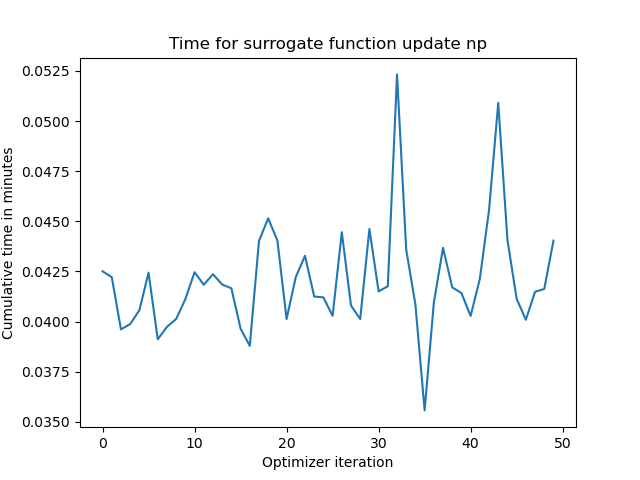 Time for surrogate function update np
Cumulative time in minutes
0.0525
0.0500
0.0475
0.0450
0.0425
0.0400
0.0375
0.0350
0 10 20 30 40 50
Optimizer iteration